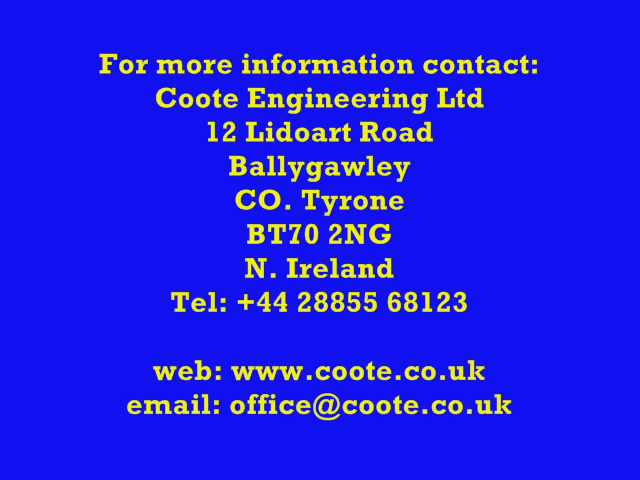 For more information contact:
Coote Engineering Ltd
12 Lidoart Road
Ballygawley
CO. Tyrone
BT70 2NG
N. Ireland
Tel: +44 28855 68123
web: www.coote.co.uk
email: office@coote.co.uk